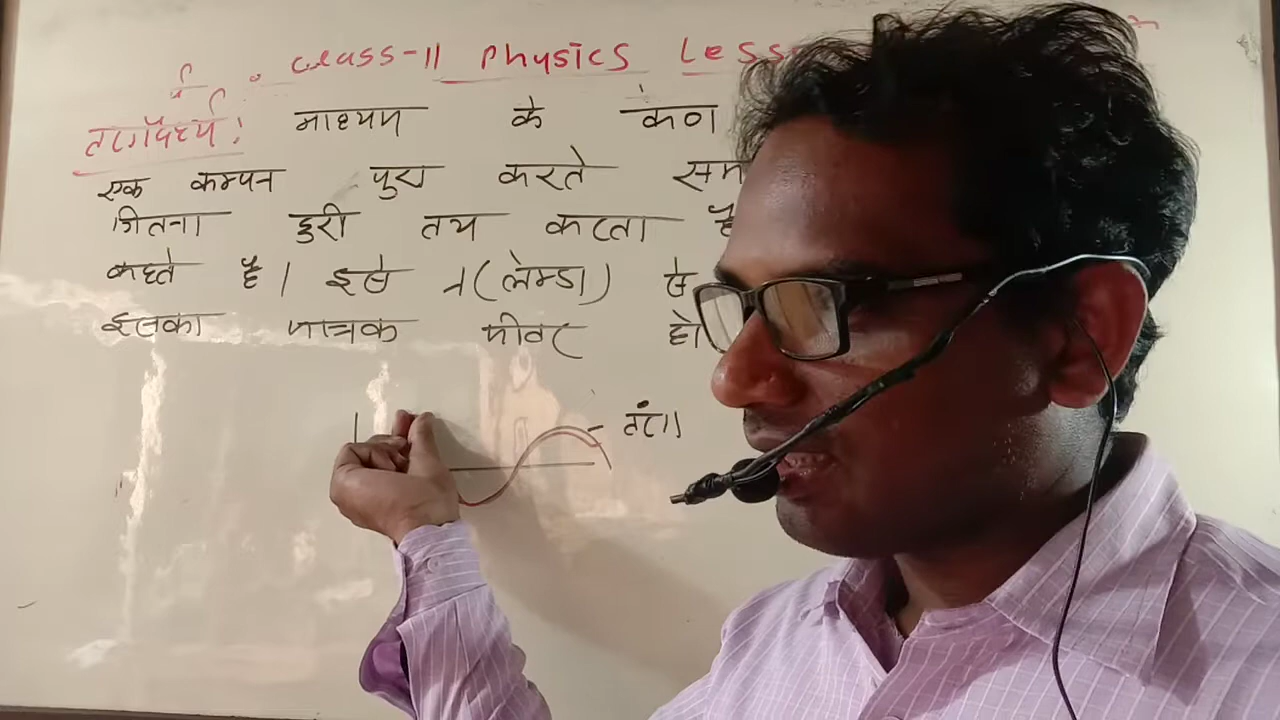 Class-11 Physics Less
तरंगदैर्ध्य : माध्यम के कण
एक कम्पन पुरा करते सम
जितना दुरी तय करता है
कहते है। इसे λ(लेम्डा) से
इसका मात्रक मीटर हो
तरंग